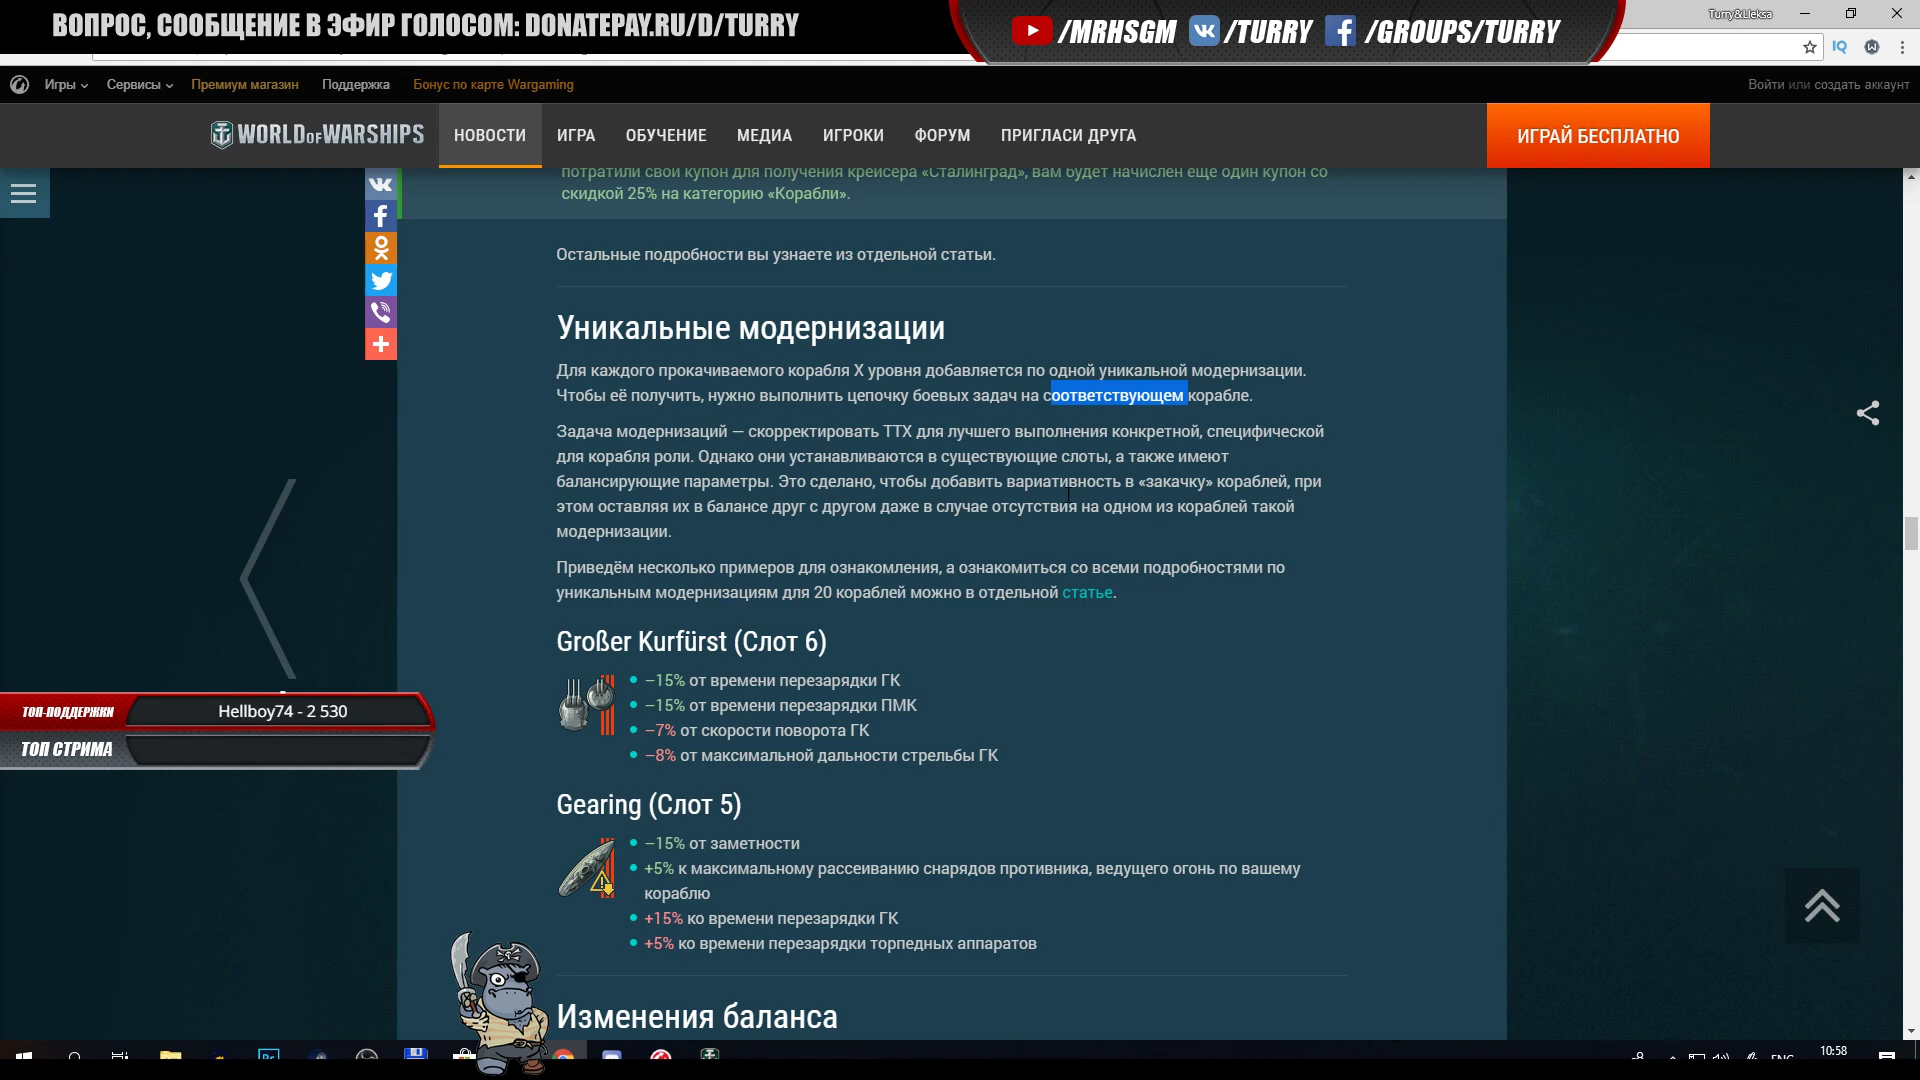 ВОПРОС, СООБЩЕНИЕ В ЭФИР ГОЛОСОМ: DONATEPAY.RU/D/TURRY
/MRHSGM /TURRY /GROUPS/TURRY
Turry&Lleksa
Игры Сервисы Премиум магазин Поддержка Бонус по карте Wargaming
Войти или создать аккаунт
WORLD OF WARSHIPS
НОВОСТИ ИГРА ОБУЧЕНИЕ МЕДИА ИГРОКИ ФОРУМ ПРИГЛАСИ ДРУГА
ИГРАЙ БЕСПЛАТНО
потратили свой купон для получения крейсера «Сталинград», вам будет начислен ещё один купон со
скидкой 25% на категорию «Корабли».
Остальные подробности вы узнаете из отдельной статьи.
Уникальные модернизации
Для каждого прокачиваемого корабля X уровня добавляется по одной уникальной модернизации.
Чтобы её получить, нужно выполнить цепочку боевых задач на соответствующем корабле.
Задача модернизаций — скорректировать ТТХ для лучшего выполнения конкретной, специфической
для корабля роли. Однако они устанавливаются в существующие слоты, а также имеют
балансирующие параметры. Это сделано, чтобы добавить вариативность в «закачку» кораблей, при
этом оставляя их в балансе друг с другом даже в случае отсутствия на одном из кораблей такой
модернизации.
Приведём несколько примеров для ознакомления, а ознакомиться со всеми подробностями по
уникальным модернизациям для 20 кораблей можно в отдельной статье.
Großer Kurfürst (Слот 6)
–15% от времени перезарядки ГК
–15% от времени перезарядки ПМК
–7% от скорости поворота ГК
–8% от максимальной дальности стрельбы ГК
ТОП-ПОДДЕРЖКИ Hellboy74 - 2 530
ТОП СТРИМА
Gearing (Слот 5)
–15% от заметности
+5% к максимальному рассеиванию снарядов противника, ведущего огонь по вашему
кораблю
+15% ко времени перезарядки ГК
+5% ко времени перезарядки торпедных аппаратов
Изменения баланса
ENG
10:58